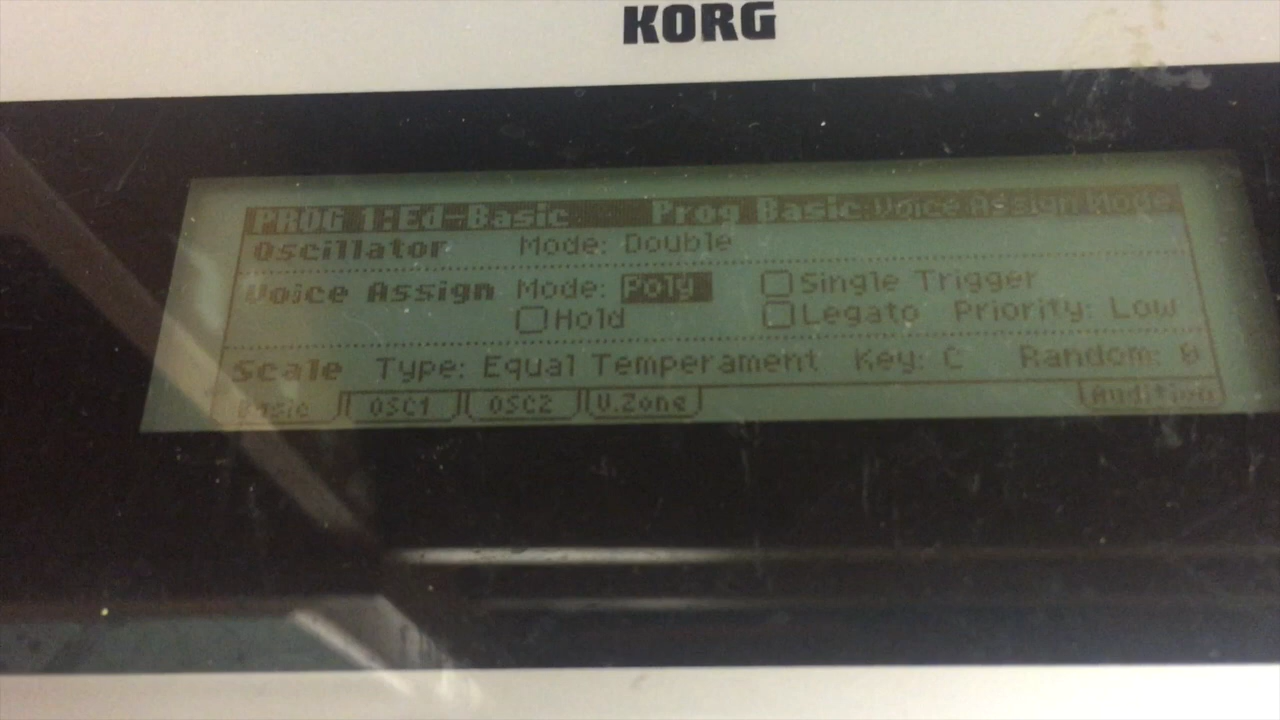 KORG
PROG 1:Ed-Basic Prog Basic:Voice Assign Mode
Oscillator Mode: Double
Voice Assign Mode: Poly Single Trigger
Hold Legato Priority: Low
Scale Type: Equal Temperament Key: C Random: 0
Basic OSC1 OSC2 V.Zone Audition